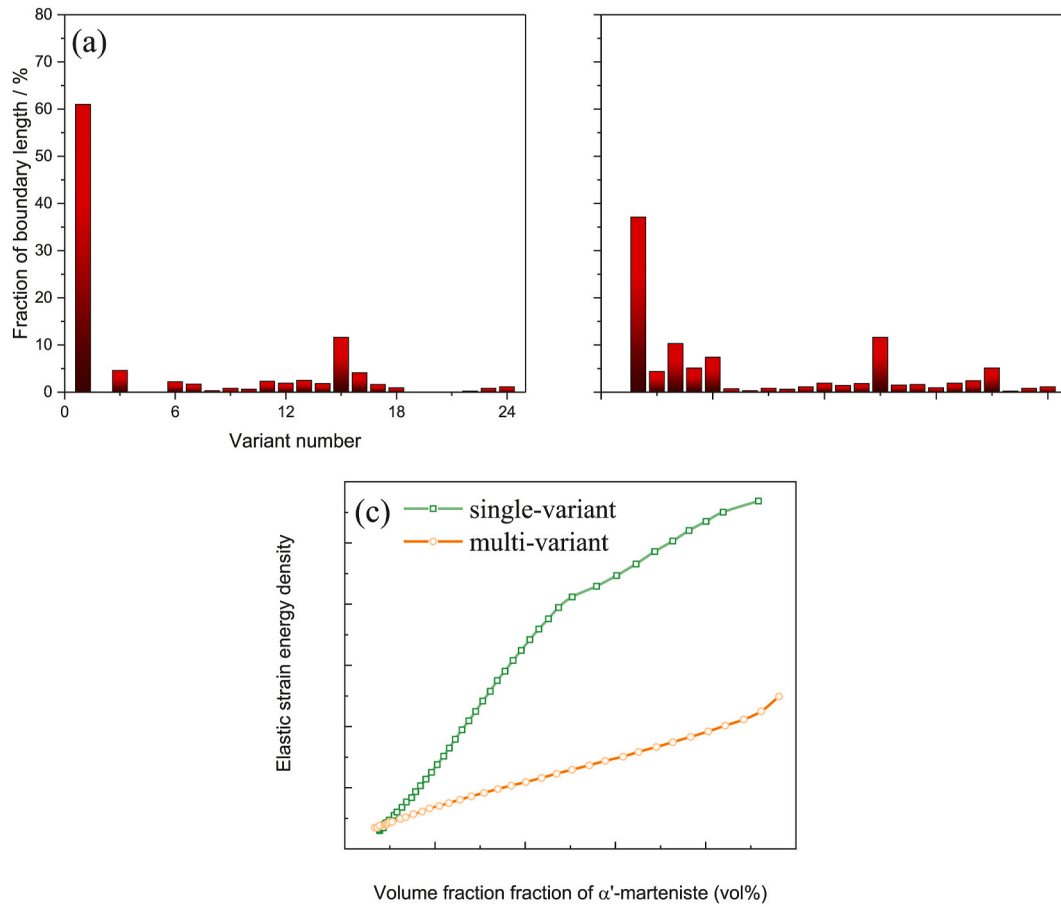 (a)
Fraction of boundary length / %
80
70
60
50
40
30
20
10
0
0 6 12 18 24
Variant number
(c)
single-variant
multi-variant
Elastic strain energy density
Volume fraction fraction of α'-marteniste (vol%)